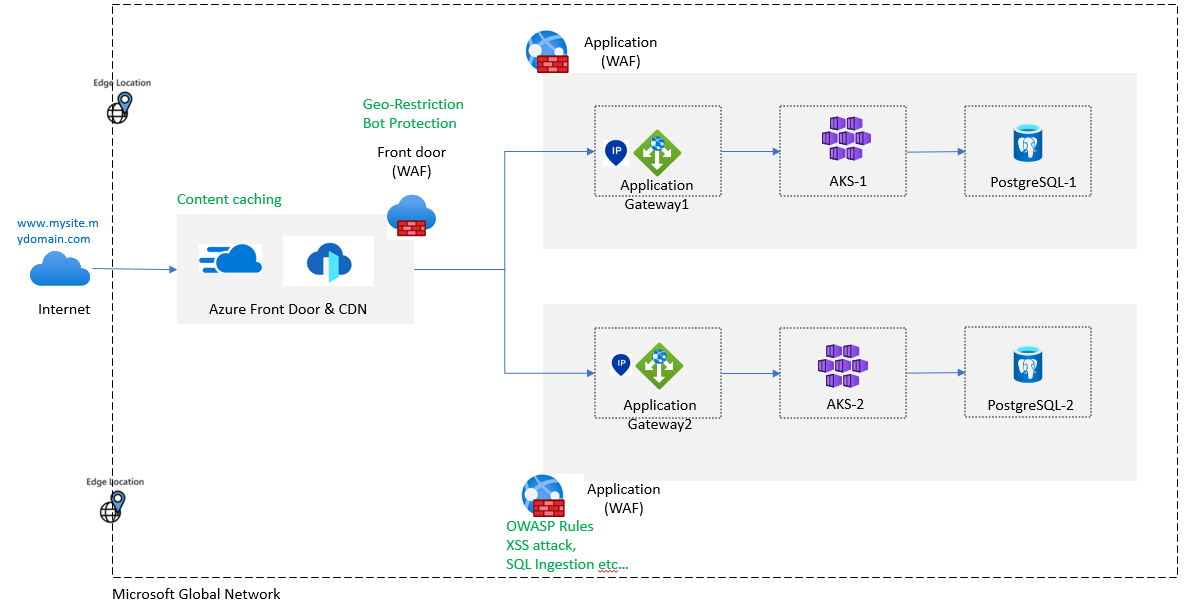 Edge Location
Geo-Restriction
Bot Protection
Front door
(WAF)
Application
(WAF)
IP
Application
Gateway1
AKS-1
PostgreSQL-1
Content caching
www.mysite.m
ydomain.com
Internet
Azure Front Door & CDN
IP
Application
Gateway2
AKS-2
PostgreSQL-2
Edge Location
Application
(WAF)
OWASP Rules
XSS attack,
SQL Ingestion etc...
Microsoft Global Network